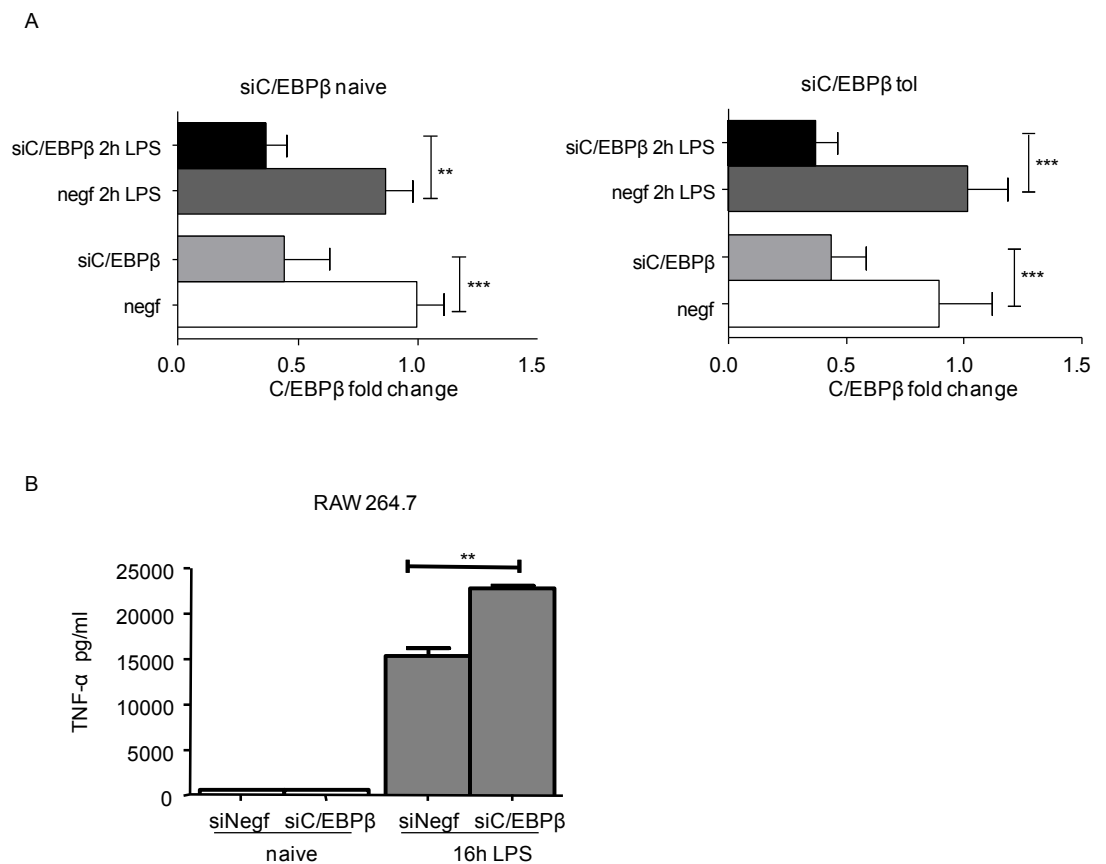 A
siC/EBPβ naive
siC/EBPβ 2h LPS
**
negf 2h LPS
siC/EBPβ
***
negf
0.0 0.5 1.0 1.5
C/EBPβ fold change
siC/EBPβ tol
siC/EBPβ 2h LPS
***
negf 2h LPS
siC/EBPβ
***
negf
0.0 0.5 1.0 1.5
C/EBPβ fold change
B
RAW 264.7
**
25000
20000
15000
10000
5000
0
TNF-α pg/ml
siNegf siC/EBPβ siNegf siC/EBPβ
naive 16h LPS